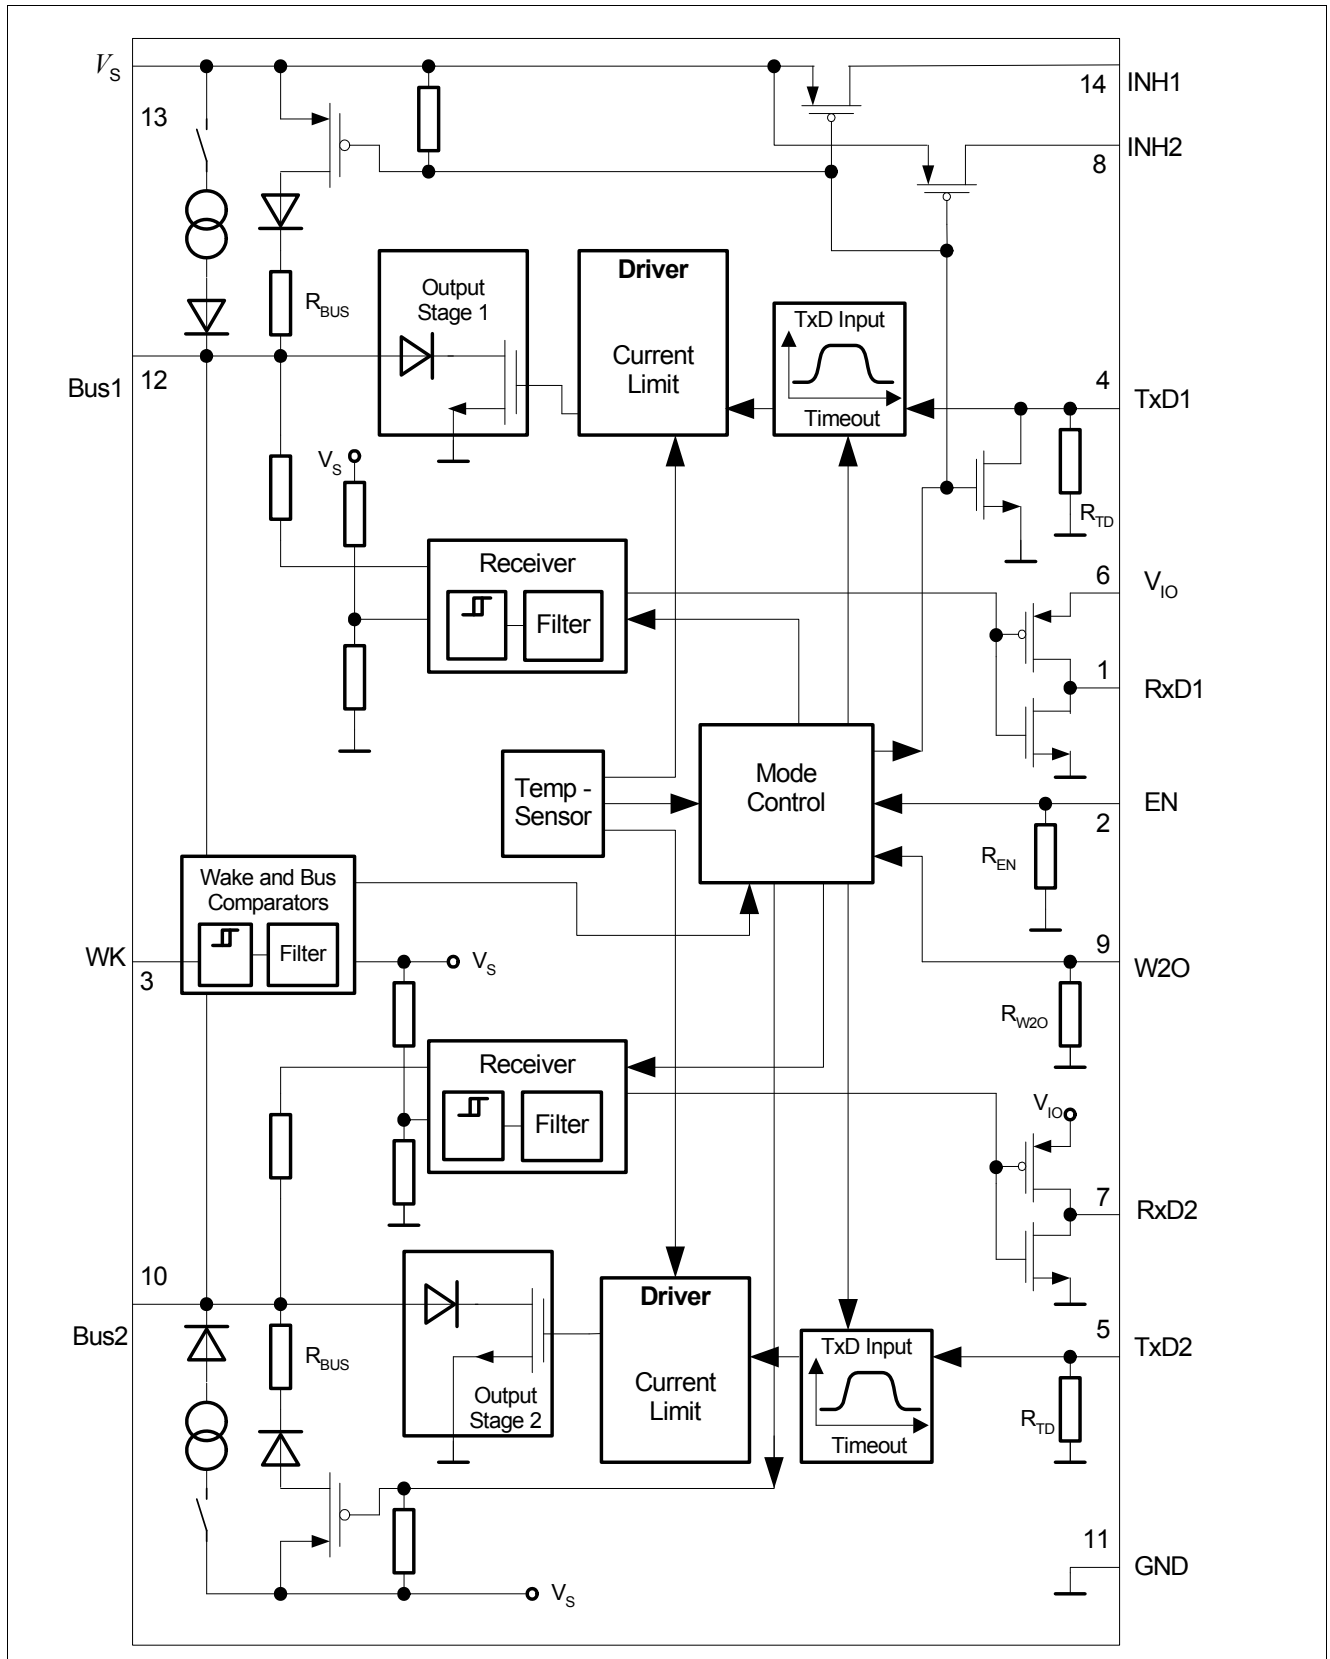 VS
13
14 INH1
INH2
8
RBUS
Output
Stage 1
Driver
Current
Limit
TxD Input
Timeout
Bus1
12
4
TxD1
VS
RTD
Receiver
Filter
6
VIO
1
RxD1
Temp -
Sensor
Mode
Control
EN
2
REN
Wake and Bus
Comparators
Filter
WK
3
VS
9
W2O
RW2O
Receiver
Filter
VIO
7
RxD2
10
Bus2
RBUS
Output
Stage 2
Driver
Current
Limit
TxD Input
Timeout
5
TxD2
RTD
VS
11
GND